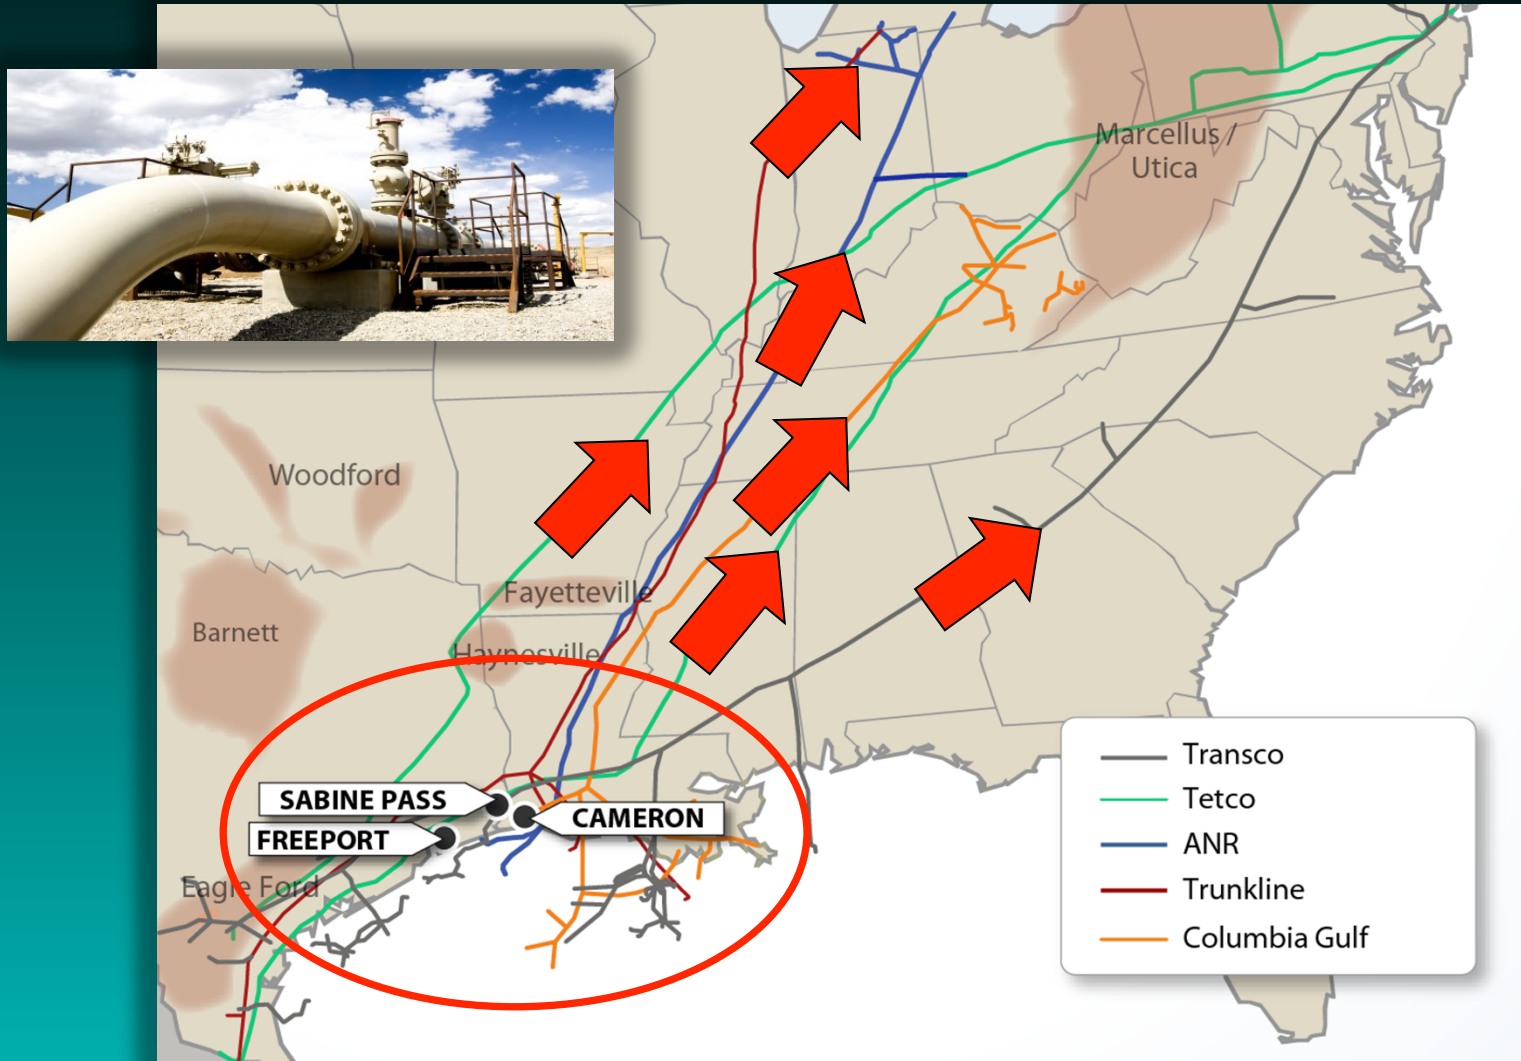 Marcellus /
Utica
Woodford
Fayetteville
Barnett
Haynesville
SABINE PASS
CAMERON
FREEPORT
Eagle Ford
Transco
Tetco
ANR
Trunkline
Columbia Gulf